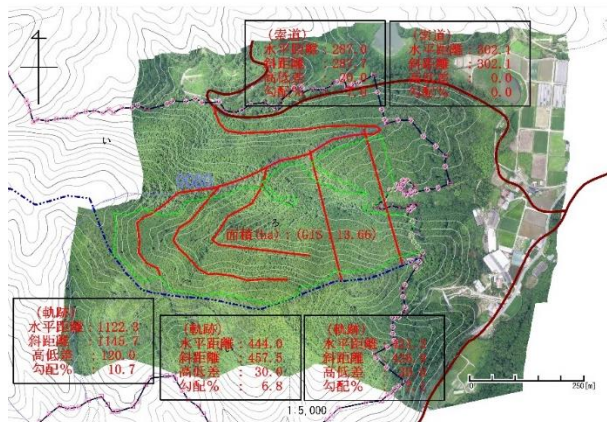 (索道)
水平距離 : 287.0
斜距離 : 287.7
高低差 : 20.0
勾配% :
(索道)
水平距離 : 302.1
斜距離 : 302.1
高低差 : 0.0
勾配% : 0.0
い
ろ
面積(ha) : (GIS :13.66)
(軌跡)
水平距離 : 1122.3
斜距離 : 1145.7
高低差 : 120.0
勾配% : 10.7
(軌跡)
水平距離 : 444.0
斜距離 : 457.5
高低差 : 30.0
勾配% : 6.8
(軌跡)
水平距離 :
斜距離 :
高低差 :
勾配% :
0
250[m]
1:5,000